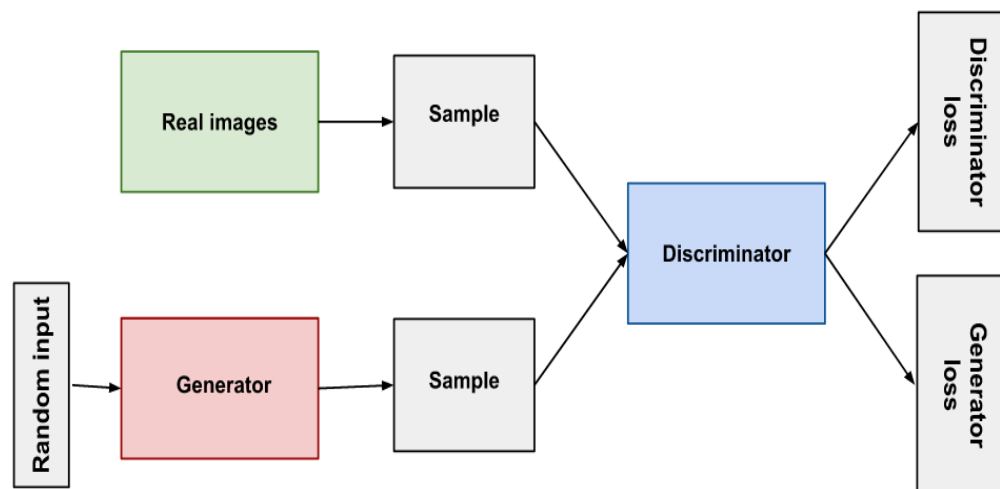 Real images
Sample
Discriminator
loss
Discriminator
Random input
Generator
Sample
Generator
loss